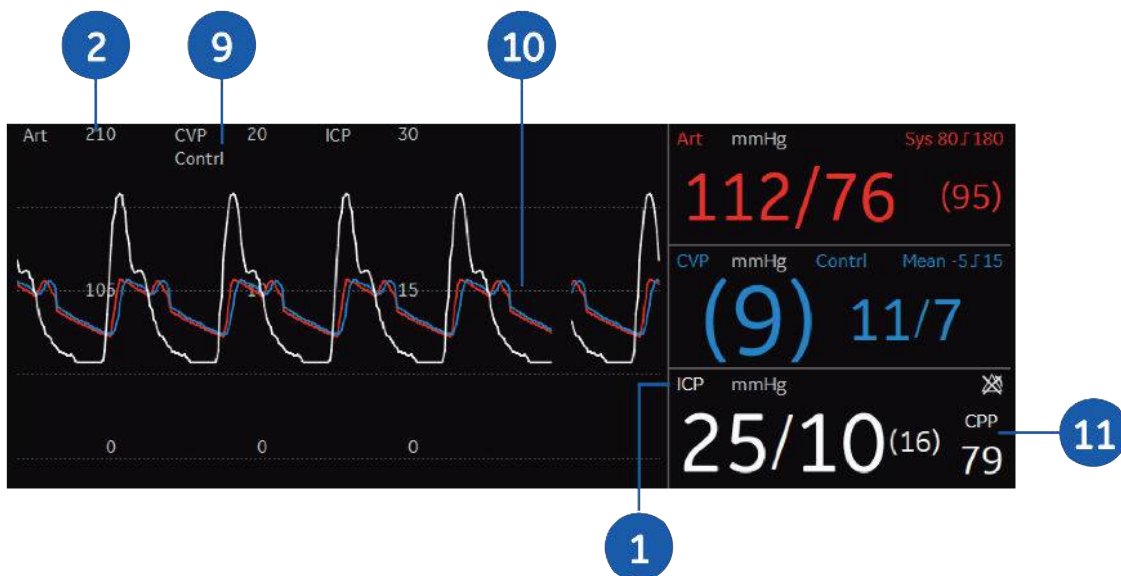 2 9 10
Art 210 CVP 20 ICP 30
Contrl
105 10 15
0 0 0
Art mmHg Sys 80 180
112/76 (95)
CVP mmHg Contrl Mean -5 15
(9) 11/7
ICP mmHg
25/10 (16) CPP
79
11
1